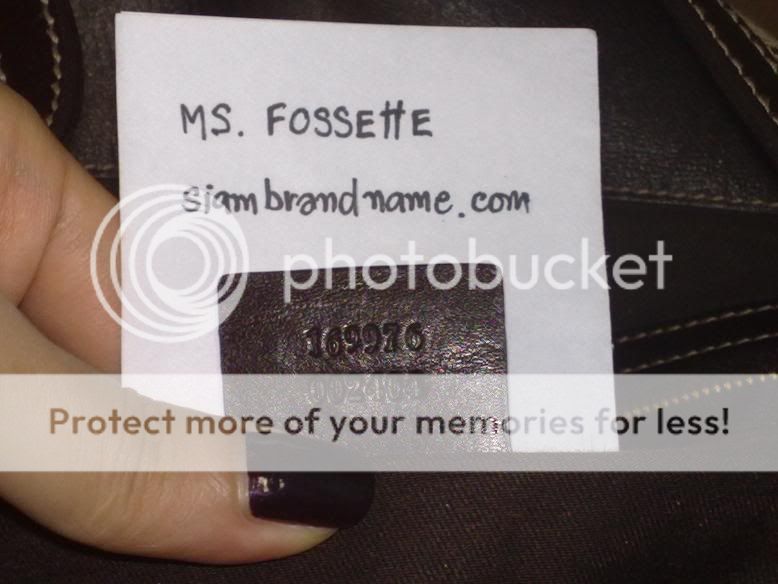 MS. FOSSETTE
siambrandname.com
photobucket
169976
Protect more of your memories for less!